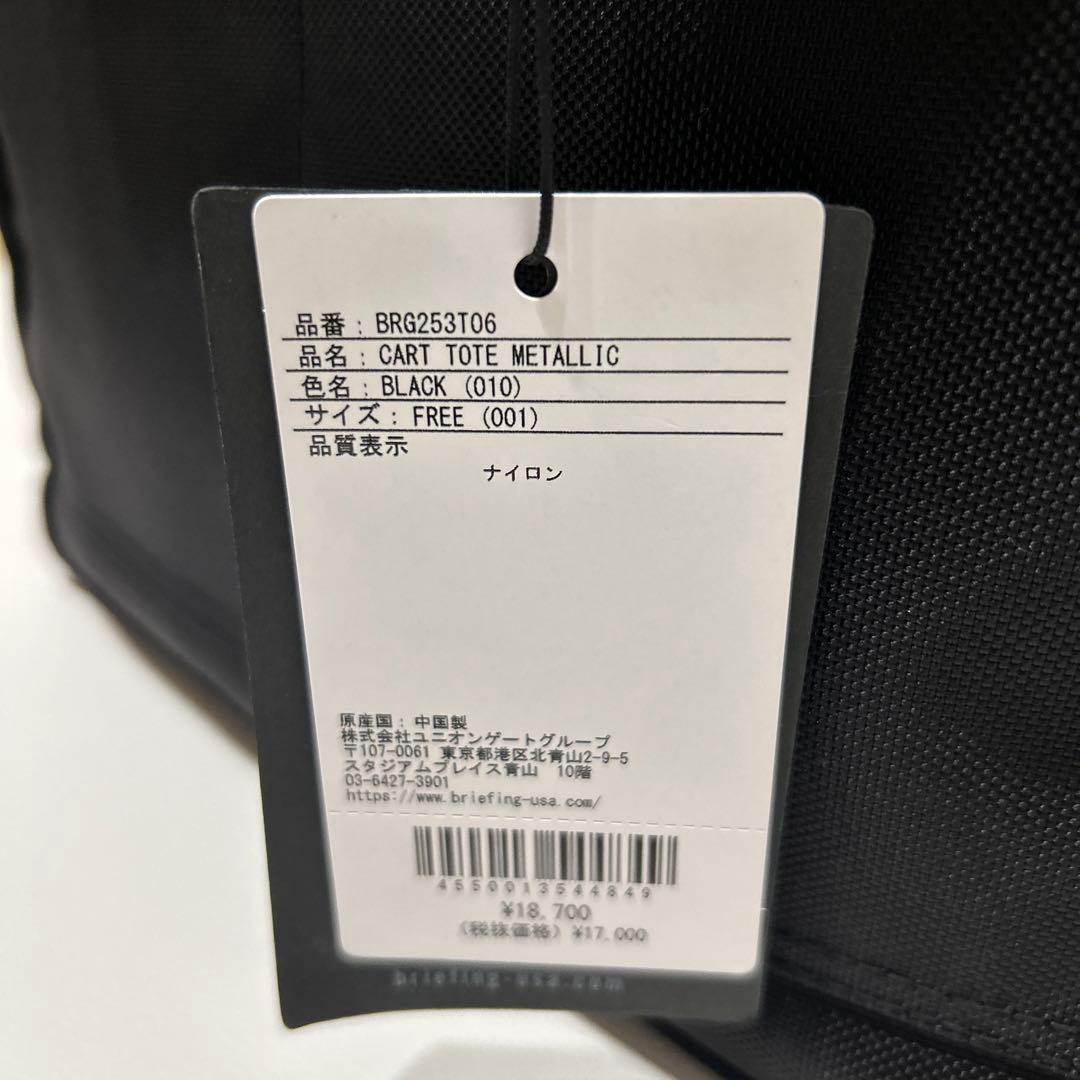 品番 : BRG253T06
品名 : CART TOTE METALLIC
色名 : BLACK (010)
サイズ : FREE (001)
品質表示
ナイロン
原産国 : 中国製
株式会社ユニオンゲートグループ
〒107-0061 東京都港区北青山2-9-5
スタジアムプレイス青山 10階
03-6427-3901
https://www.briefing-usa.com/
4550013544849
¥18,700
(税抜価格) ¥17,000
briefing-usa.com